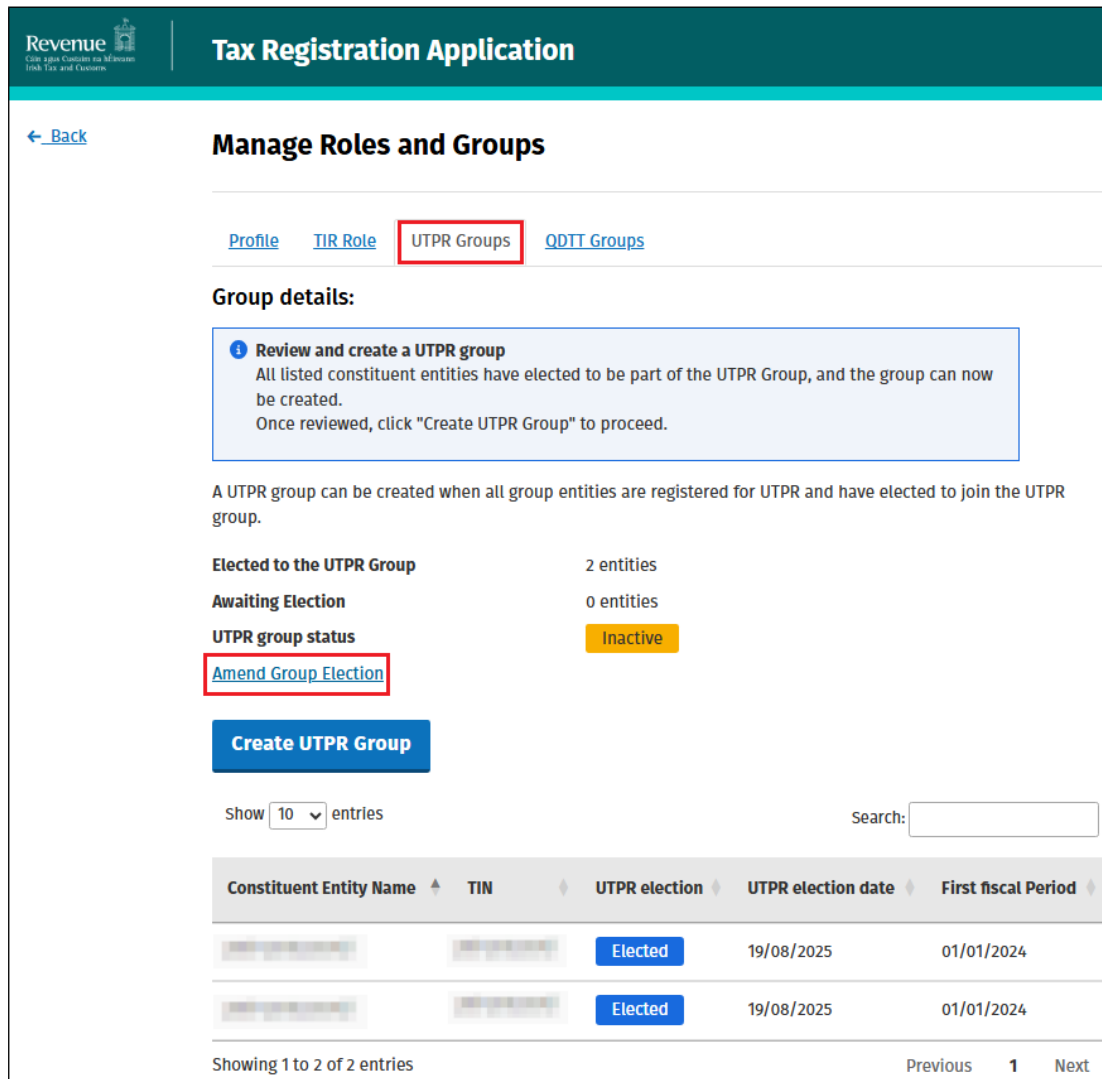 Revenue
Cáin agus Custaim na hÉireann
Irish Tax and Customs
Tax Registration Application
← Back
Manage Roles and Groups
Profile TIR Role UTPR Groups QDTT Groups
Group details:
Review and create a UTPR group
All listed constituent entities have elected to be part of the UTPR Group, and the group can now
be created.
Once reviewed, click "Create UTPR Group" to proceed.
A UTPR group can be created when all group entities are registered for UTPR and have elected to join the UTPR
group.
Elected to the UTPR Group 2 entities
Awaiting Election 0 entities
UTPR group status Inactive
Amend Group Election
Create UTPR Group
Show 10 entries Search:
Constituent Entity Name TIN UTPR election UTPR election date First fiscal Period
Elected 19/08/2025 01/01/2024
Elected 19/08/2025 01/01/2024
Showing 1 to 2 of 2 entries Previous 1 Next